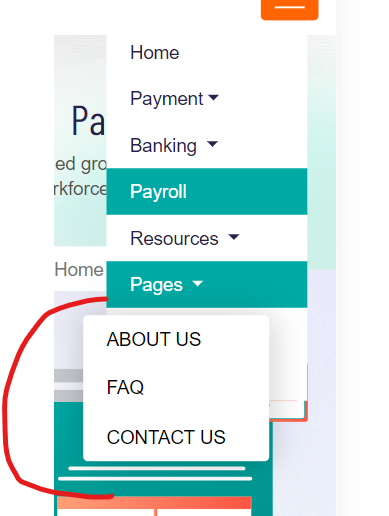 Home
Payment
Banking
Pa
ed gro
Payroll
rkforce
Resources
Home
Pages
ABOUT US
FAQ
CONTACT US